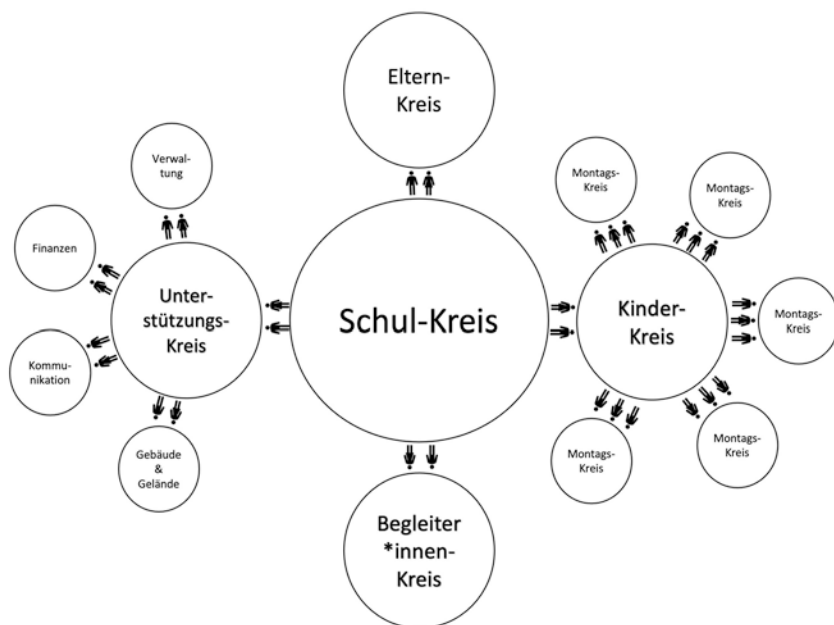 Eltern-
Kreis
Verwal-
tung
Montags-
Kreis
Montags-
Kreis
Finanzen
Unter-
stützungs-
Kreis
Schul-Kreis
Kinder-
Kreis
Montags-
Kreis
Kommu-
nikation
Gebäude
&
Gelände
Montags-
Kreis
Montags-
Kreis
Begleiter
*innen-
Kreis